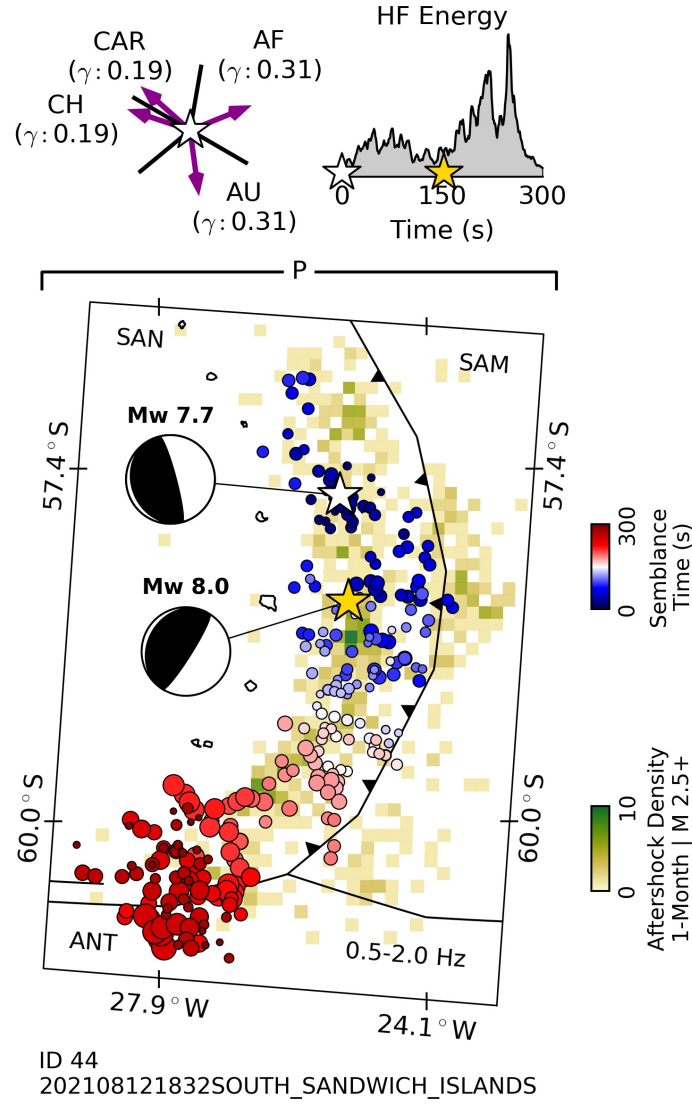 HF Energy
CAR
(γ: 0.19)
AF
(γ: 0.31)
CH
(γ: 0.19)
AU
(γ: 0.31)
0 150 300
Time (s)
P
SAN
SAM
Mw 7.7
57.4°S
57.4°S
Mw 8.0
300
0
Semblance
Time (s)
60.0°S
60.0°S
10
0
Aftershock Density
1-Month | M 2.5+
ANT
0.5-2.0 Hz
27.9°W
24.1°W
ID 44
202108121832SOUTH_SANDWICH_ISLANDS